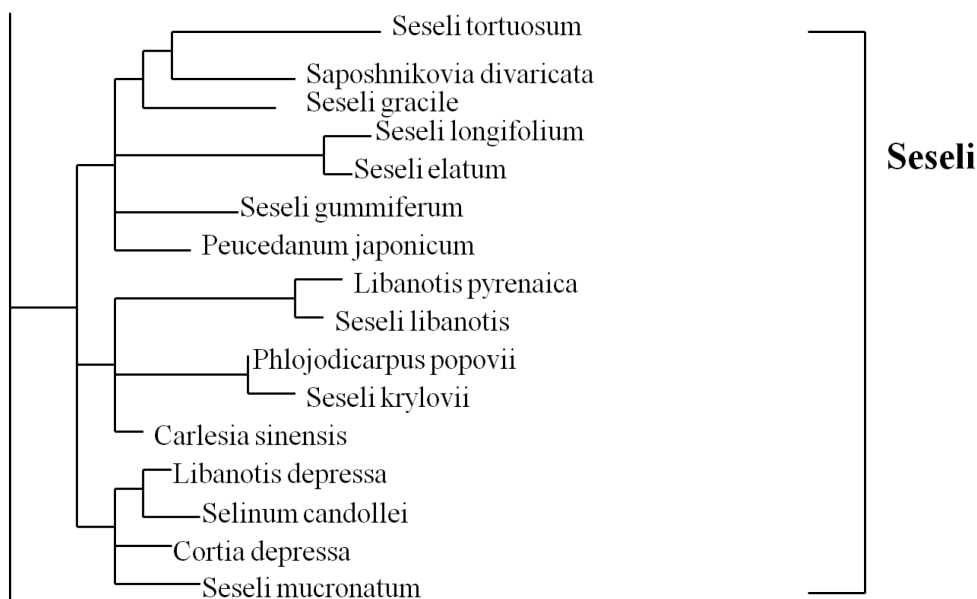 Seseli tortuosum
Saposhnikovia divaricata
Seseli gracile
Seseli longifolium
Seseli
Seseli elatum
Seseli gummiferum
Peucedanum japonicum
Libanotis pyrenaica
Seseli libanotis
Phlojodicarpus popovii
Seseli krylovii
Carlesia sinensis
Libanotis depressa
Selinum candollei
Cortia depressa
Seseli mucronatum